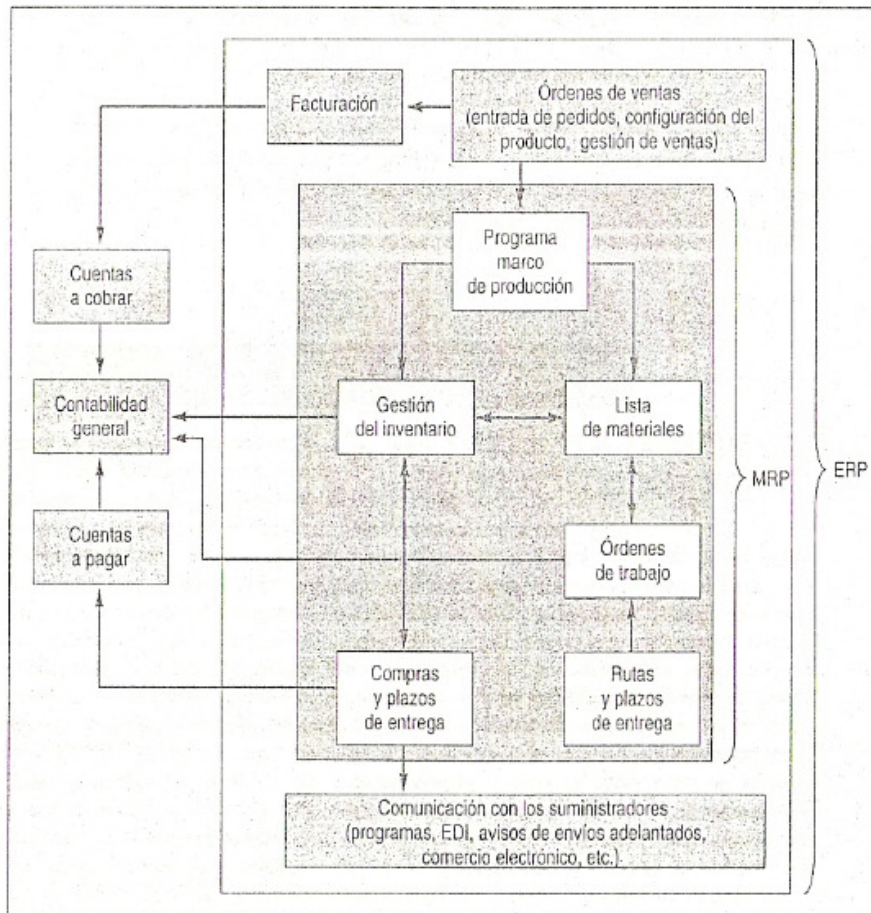 Facturación
Órdenes de ventas
(entrada de pedidos, configuración del
producto, gestión de ventas)
Programa
marco
de producción
Cuentas
a cobrar
Contabilidad
general
Gestión
del inventario
Lista
de materiales
MRP
ERP
Cuentas
a pagar
Órdenes
de trabajo
Compras
y plazos
de entrega
Rutas
y plazos
de entrega
Comunicación con los suministradores
(programas, EDI, avisos de envíos adelantados,
comercio electrónico, etc.)